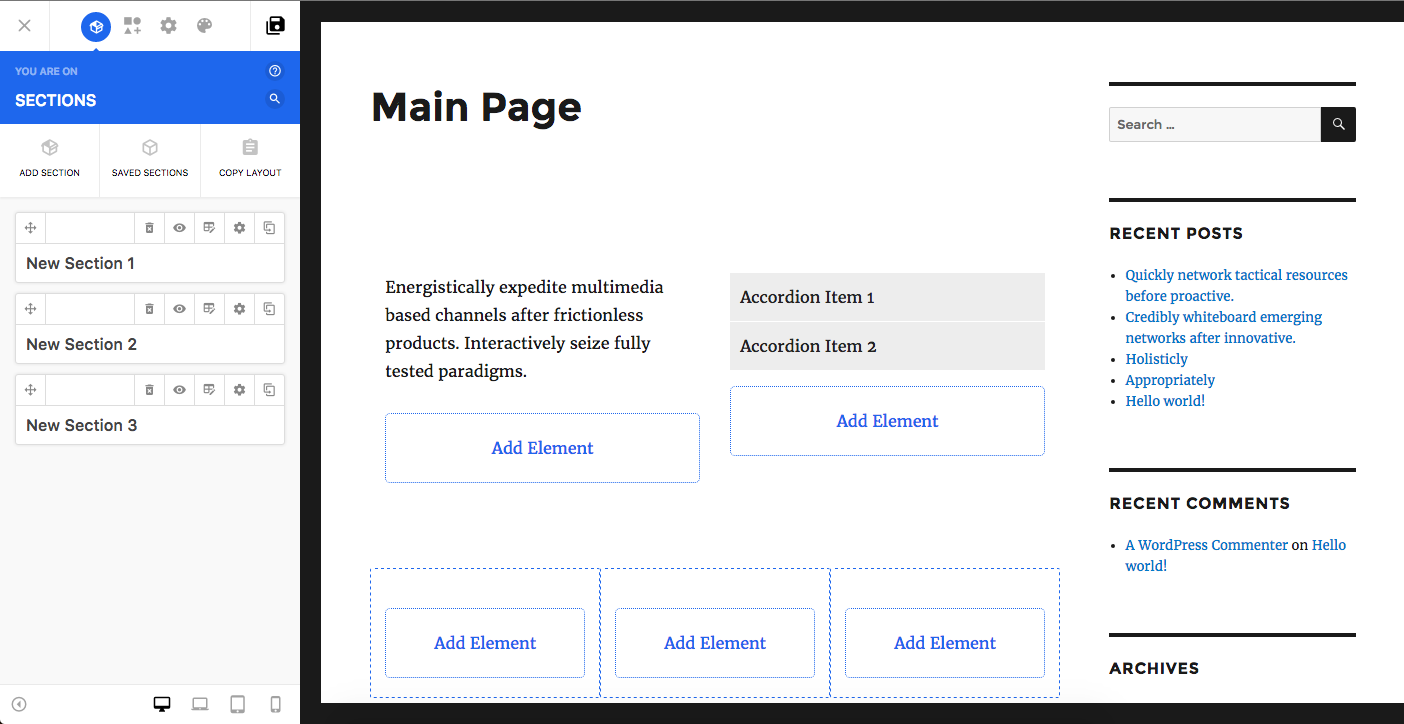 YOU ARE ON
SECTIONS
ADD SECTION
SAVED SECTIONS
COPY LAYOUT
New Section 1
New Section 2
New Section 3
Main Page
Energistically expedite multimedia
based channels after frictionless
products. Interactively seize fully
tested paradigms.
Add Element
Accordion Item 1
Accordion Item 2
Add Element
Add Element
Add Element
Add Element
Search ...
RECENT POSTS
Quickly network tactical resources
before proactive.
Credibly whiteboard emerging
networks after innovative.
Holisticly
Appropriately
Hello world!
RECENT COMMENTS
A WordPress Commenter on Hello
world!
ARCHIVES